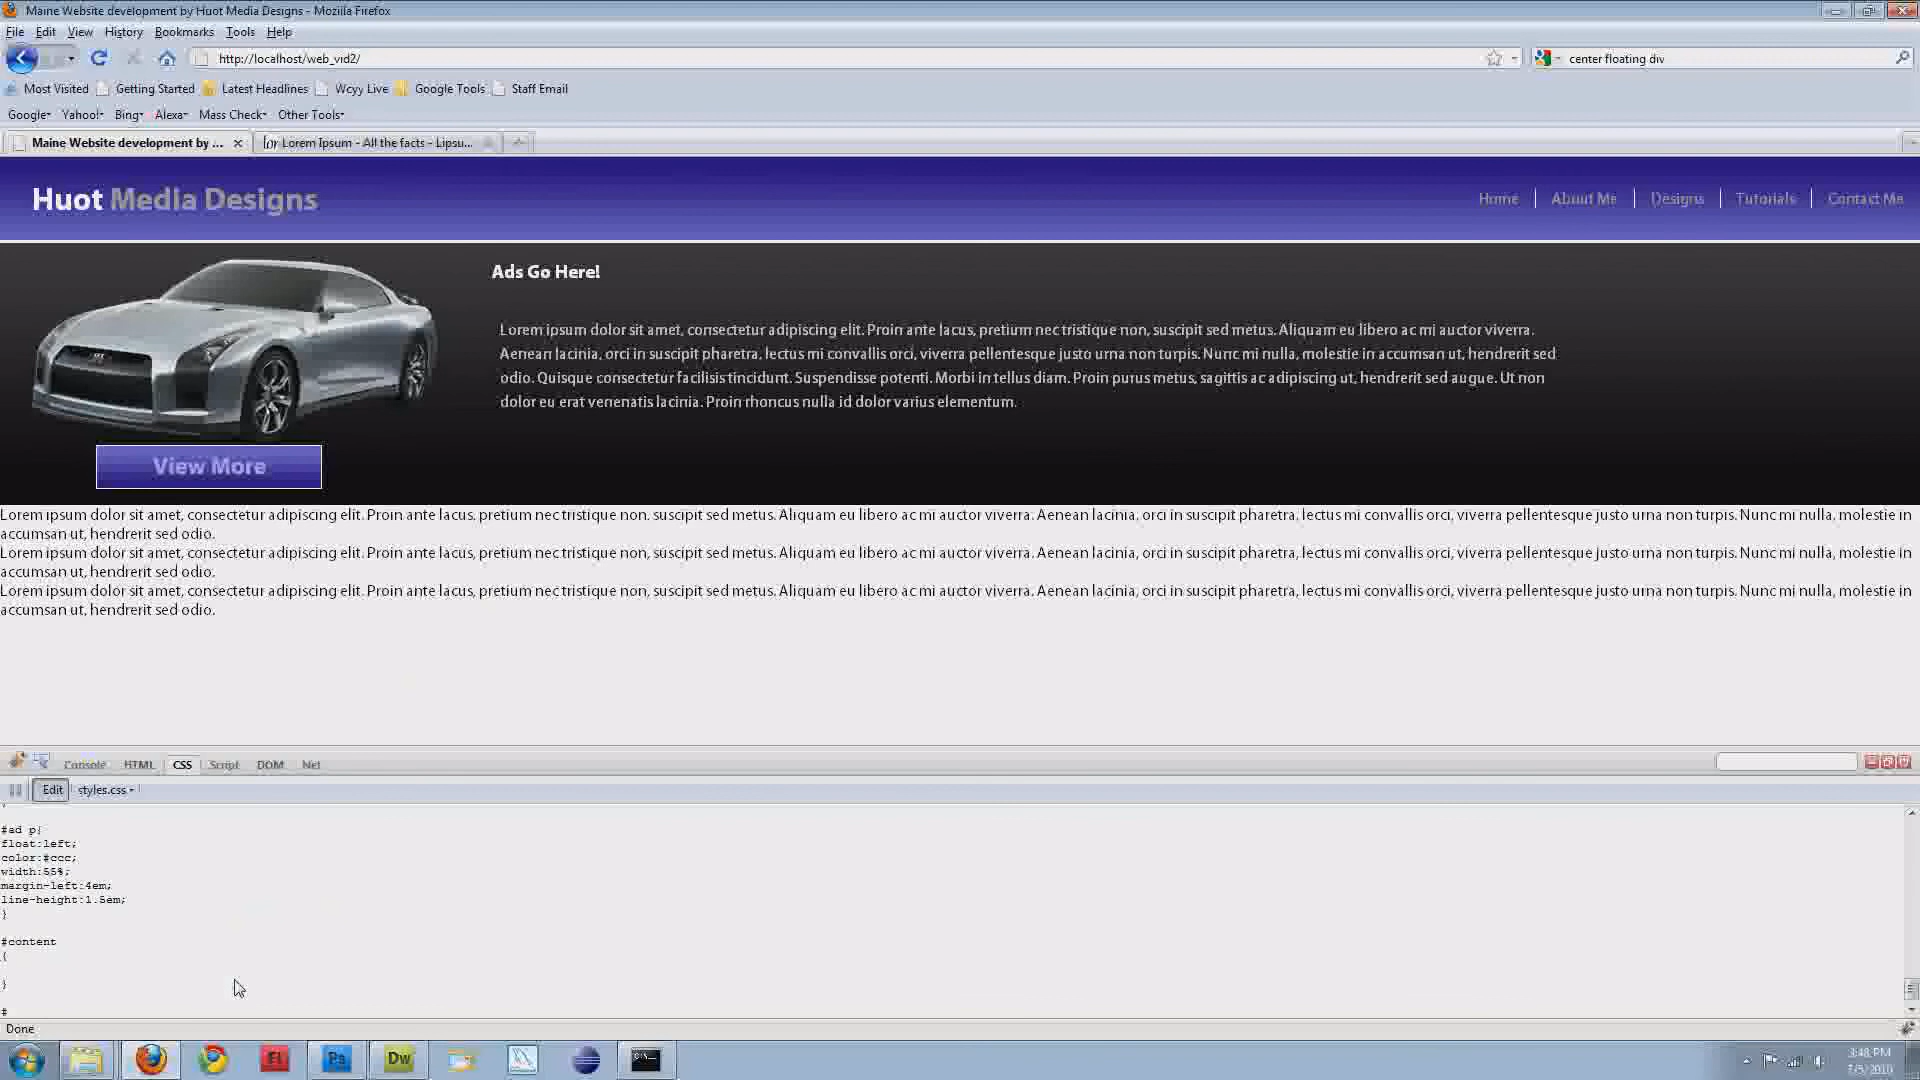 Maine Website development by Huot Media Designs - Mozilla Firefox
File Edit View History Bookmarks Tools Help
http://localhost/web_vid2/
center floating div
Most Visited Getting Started Latest Headlines Wcyy Live Google Tools Staff Email
Google Yahoo! Bing Alexa Mass Check Other Tools
Maine Website development by ... Lorem Ipsum - All the facts - Lipsu...
Huot Media Designs
Home About Me Designs Tutorials Contact Me
Ads Go Here!
Lorem ipsum dolor sit amet, consectetur adipiscing elit. Proin ante lacus, pretium nec tristique non, suscipit sed metus. Aliquam eu libero ac mi auctor viverra.
Aenean lacinia, orci in suscipit pharetra, lectus mi convallis orci, viverra pellentesque justo urna non turpis. Nunc mi nulla, molestie in accumsan ut, hendrerit sed
odio. Quisque consectetur facilisis tincidunt. Suspendisse potenti. Morbi in tellus diam. Proin purus metus, sagittis ac adipiscing ut, hendrerit sed augue. Ut non
dolor eu erat venenatis lacinia. Proin rhoncus nulla id dolor varius elementum.
View More
Lorem ipsum dolor sit amet, consectetur adipiscing elit. Proin ante lacus, pretium nec tristique non, suscipit sed metus. Aliquam eu libero ac mi auctor viverra. Aenean lacinia, orci in suscipit pharetra, lectus mi convallis orci, viverra pellentesque justo urna non turpis. Nunc mi nulla, molestie in
accumsan ut, hendrerit sed odio.
Lorem ipsum dolor sit amet, consectetur adipiscing elit. Proin ante lacus, pretium nec tristique non, suscipit sed metus. Aliquam eu libero ac mi auctor viverra. Aenean lacinia, orci in suscipit pharetra, lectus mi convallis orci, viverra pellentesque justo urna non turpis. Nunc mi nulla, molestie in
accumsan ut, hendrerit sed odio.
Lorem ipsum dolor sit amet, consectetur adipiscing elit. Proin ante lacus, pretium nec tristique non, suscipit sed metus. Aliquam eu libero ac mi auctor viverra. Aenean lacinia, orci in suscipit pharetra, lectus mi convallis orci, viverra pellentesque justo urna non turpis. Nunc mi nulla, molestie in
accumsan ut, hendrerit sed odio.
Console HTML CSS Script DOM Net
Edit styles.css
#ad p{
float:left;
color:#ccc;
width:55%;
margin-left:4em;
line-height:1.5em;
}
#content
{
}
#
Done
Fl Ps Dw
3:48 PM
7/5/2010